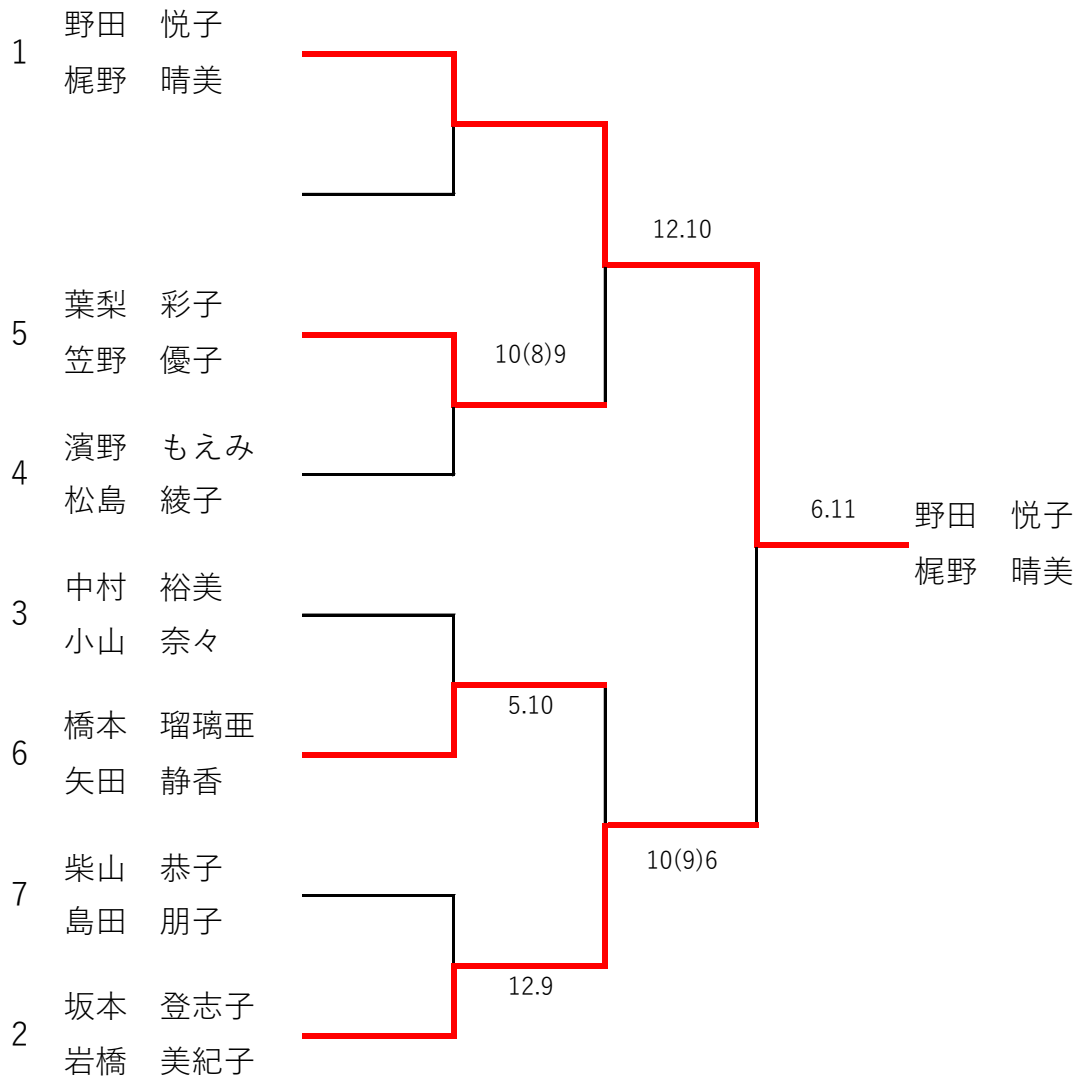 野田　悦子
1
梶野　晴美
12.10
葉梨　彩子
5
笠野　優子
10(8)9
濱野　もえみ
4
松島　綾子
6.11
野田　悦子
梶野　晴美
中村　裕美
3
小山　奈々
5.10
橋本　瑠璃亜
6
矢田　静香
10(9)6
柴山　恭子
7
島田　朋子
12.9
坂本　登志子
2
岩橋　美紀子